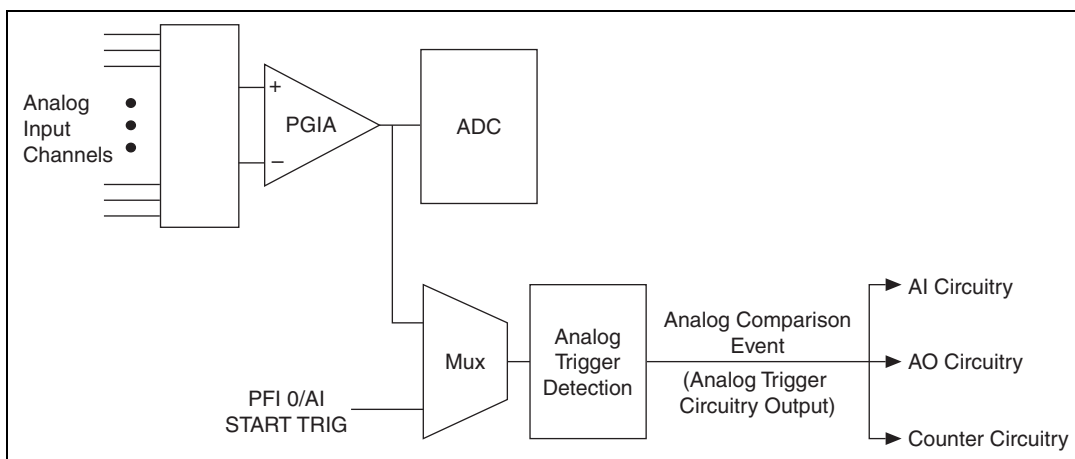 Analog
Input
Channels
+
−
PGIA
ADC
Mux
PFI 0/AI
START TRIG
Analog
Trigger
Detection
Analog Comparison
Event
(Analog Trigger
Circuitry Output)
AI Circuitry
AO Circuitry
Counter Circuitry